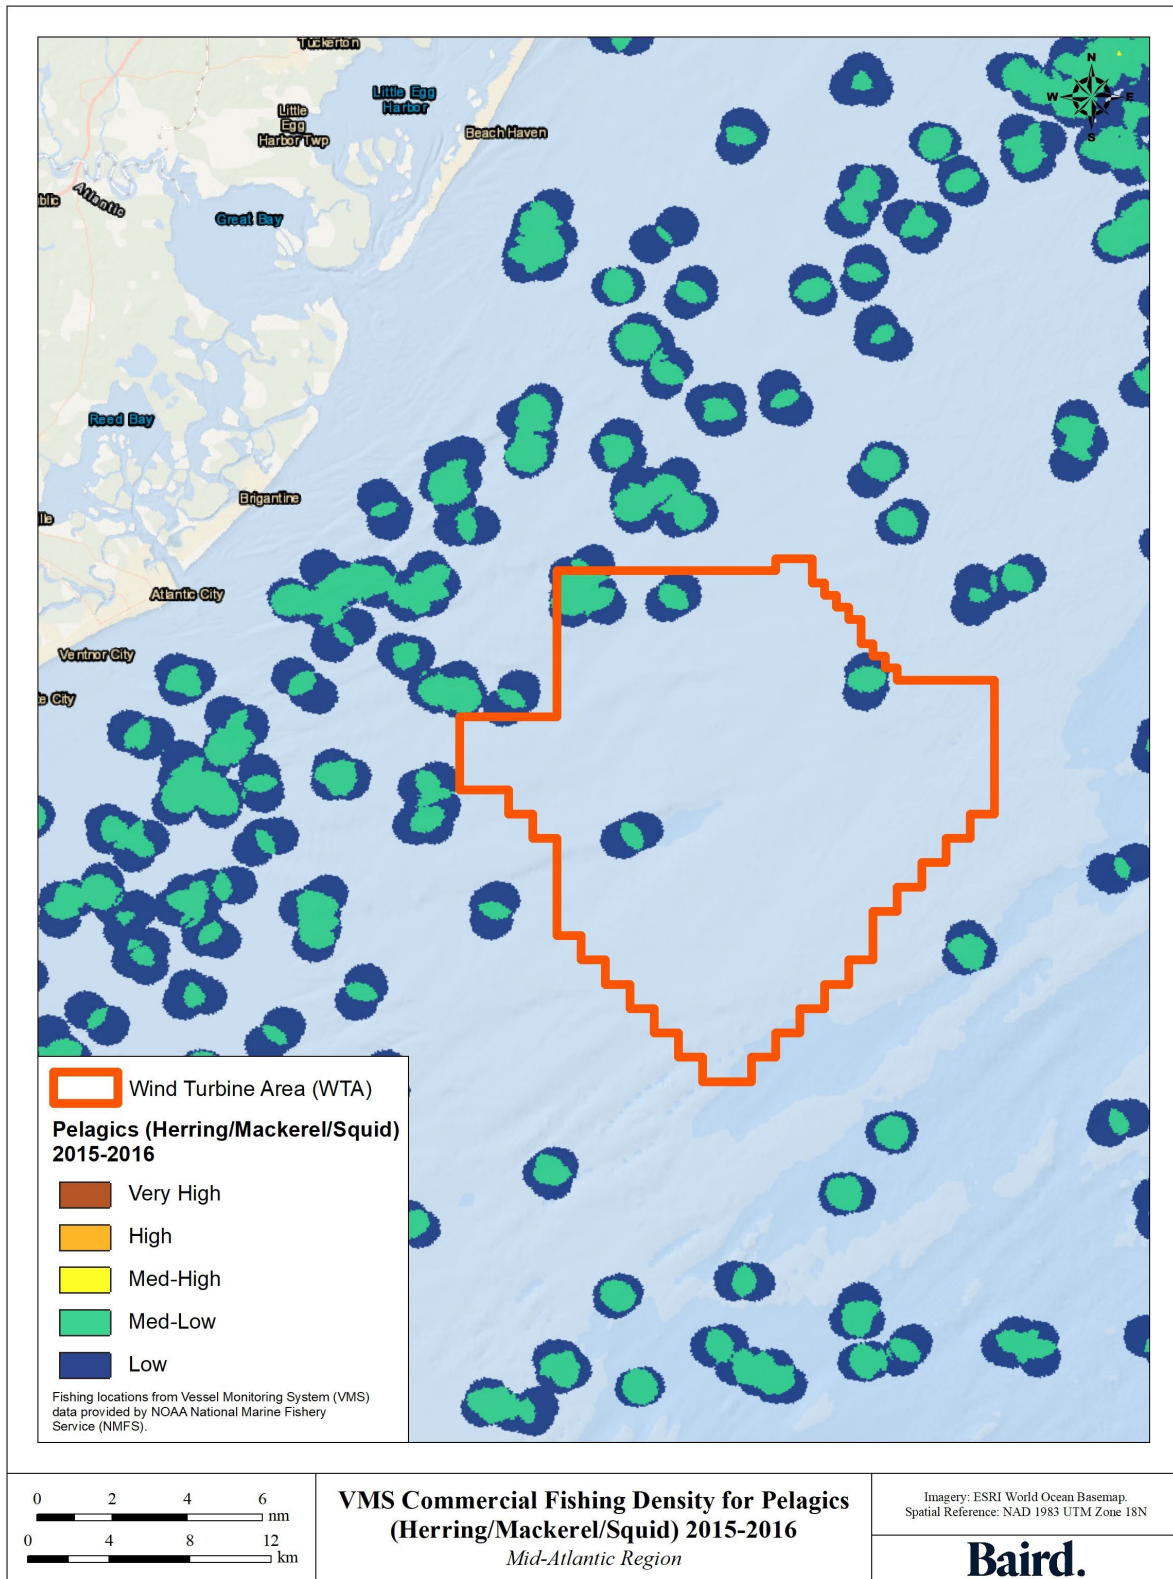 Tuckerton
Little Egg
Harbor
Little
Egg
Harbor Twp
Beach Haven
N
W
E
S
Atlantic
Great Bay
Reed Bay
Brigantine
Atlantic City
Ventnor City
Wind Turbine Area (WTA)
Pelagics (Herring/Mackerel/Squid)
2015-2016
Very High
High
Med-High
Med-Low
Low
Fishing locations from Vessel Monitoring System (VMS)
data provided by NOAA National Marine Fishery
Service (NMFS).
0 2 4 6
nm
0 4 8 12
km
VMS Commercial Fishing Density for Pelagics
(Herring/Mackerel/Squid) 2015-2016
Mid-Atlantic Region
Imagery: ESRI World Ocean Basemap.
Spatial Reference: NAD 1983 UTM Zone 18N
Baird.